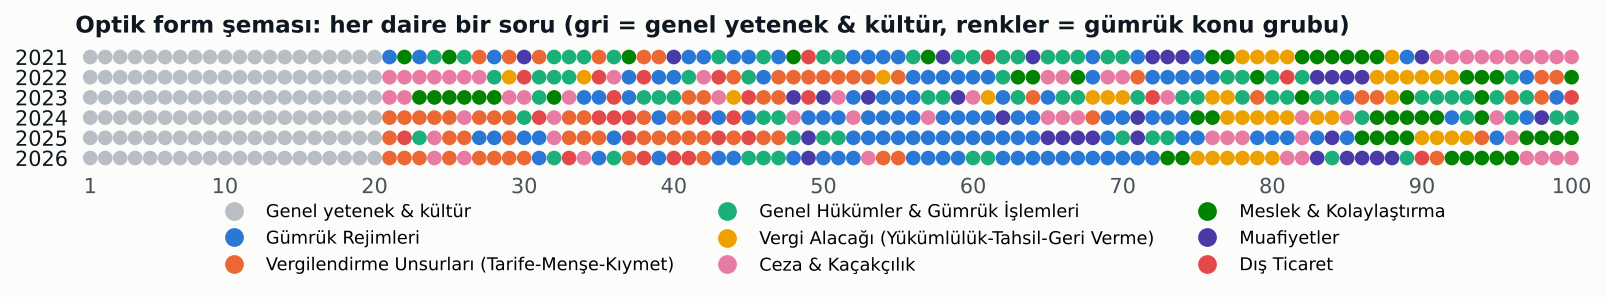 Optik form şeması: her daire bir soru (gri = genel yetenek & kültür, renkler = gümrük konu grubu)
2021
2022
2023
2024
2025
2026
1 10 20 30 40 50 60 70 80 90 100
Genel yetenek & kültür
Gümrük Rejimleri
Vergilendirme Unsurları (Tarife-Menşe-Kıymet)
Genel Hükümler & Gümrük İşlemleri
Vergi Alacağı (Yükümlülük-Tahsil-Geri Verme)
Ceza & Kaçakçılık
Meslek & Kolaylaştırma
Muafiyetler
Dış Ticaret